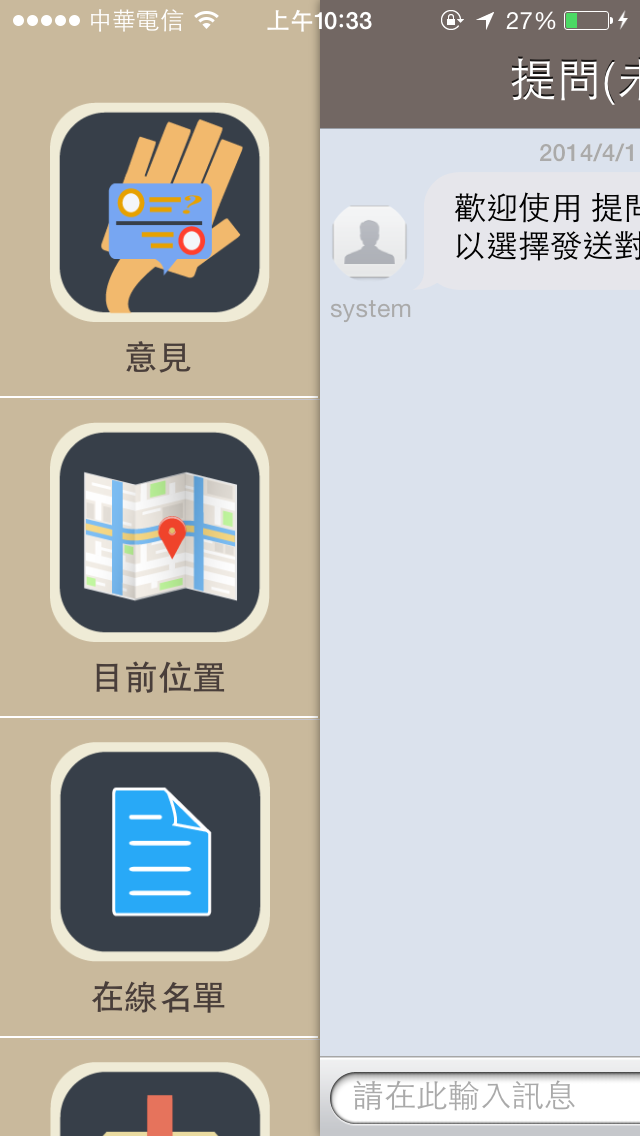 中華電信 上午10:33 27%
意見
目前位置
在線名單
提問(
2014/4/1
歡迎使用 提
以選擇發送對
system
請在此輸入訊息